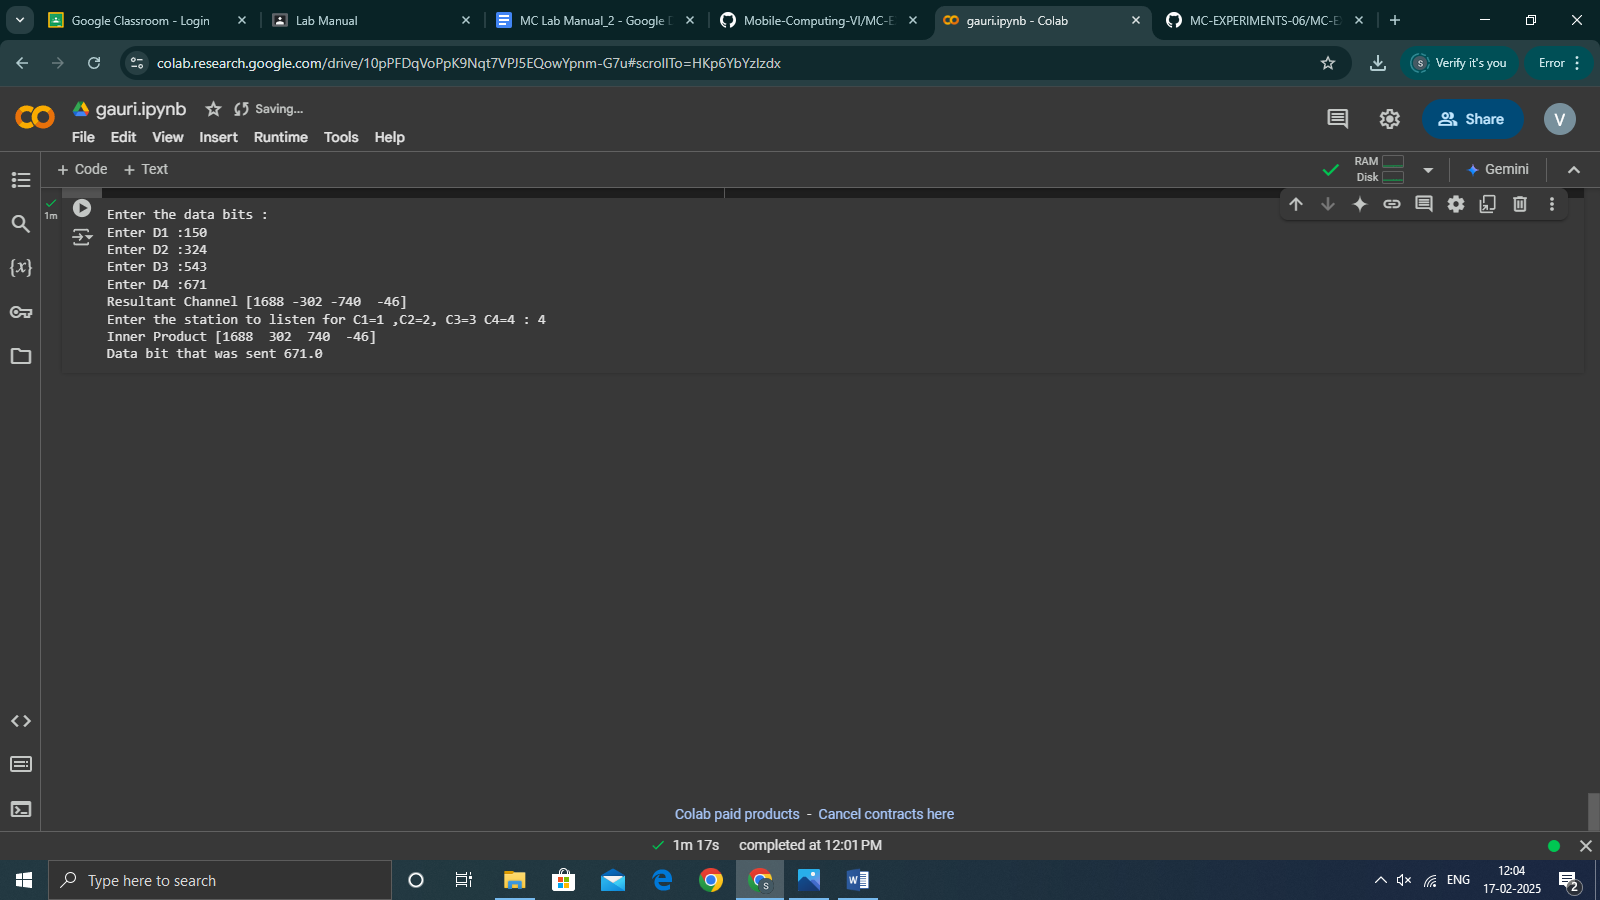 Google Classroom - Login
Lab Manual
MC Lab Manual_2 - Google D
Mobile-Computing-VI/MC-E
gauri.ipynb - Colab
MC-EXPERIMENTS-06/MC-E
colab.research.google.com/drive/10pPFDqVoPpK9Nqt7VPJ5EQowYpnm-G7u#scrollTo=HKp6YbYzIzdx
S
Verify it's you
Error
gauri.ipynb
Saving...
File Edit View Insert Runtime Tools Help
Share
V
+ Code + Text
RAM
Disk
Gemini
1m
Enter the data bits :
Enter D1 :150
Enter D2 :324
Enter D3 :543
Enter D4 :671
Resultant Channel [1688 -302 -740  -46]
Enter the station to listen for C1=1 ,C2=2, C3=3 C4=4 : 4
Inner Product [1688  302  740  -46]
Data bit that was sent 671.0
{x}
Colab paid products - Cancel contracts here
1m 17s completed at 12:01 PM
Type here to search
ENG
12:04
17-02-2025
2